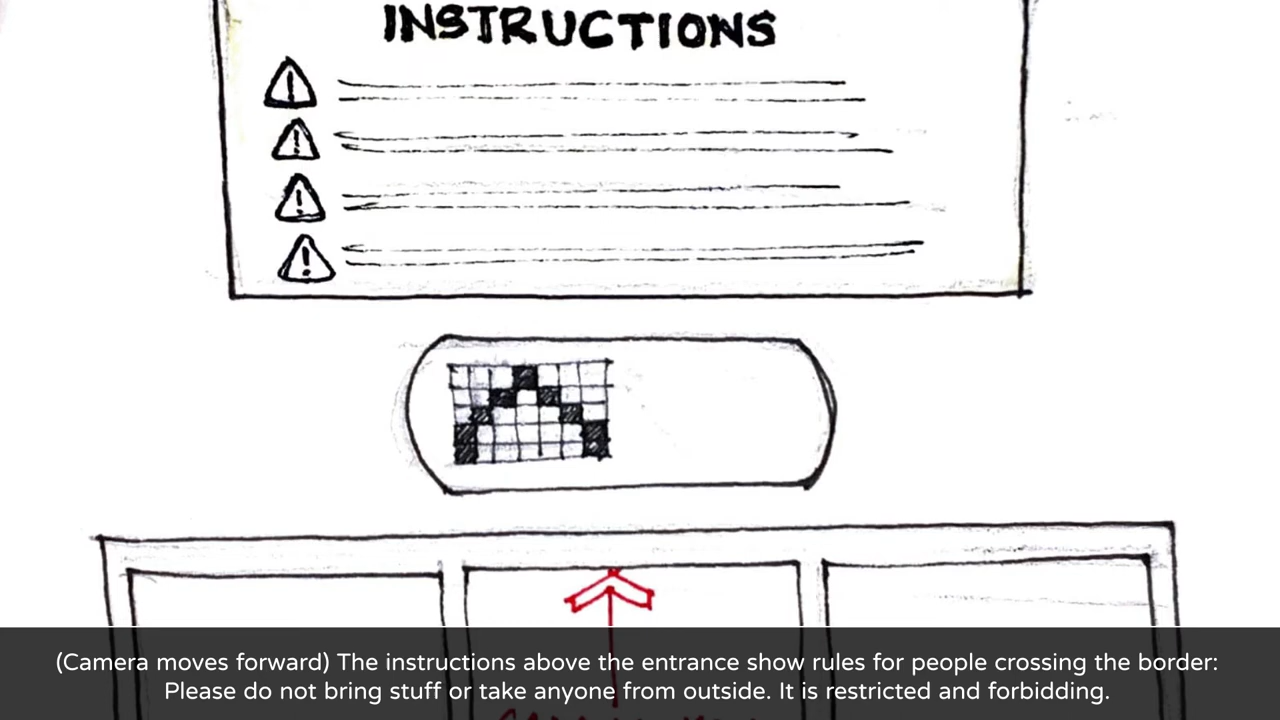 INSTRUCTIONS
(Camera moves forward) The instructions above the entrance show rules for people crossing the border:
Please do not bring stuff or take anyone from outside. It is restricted and forbidding.